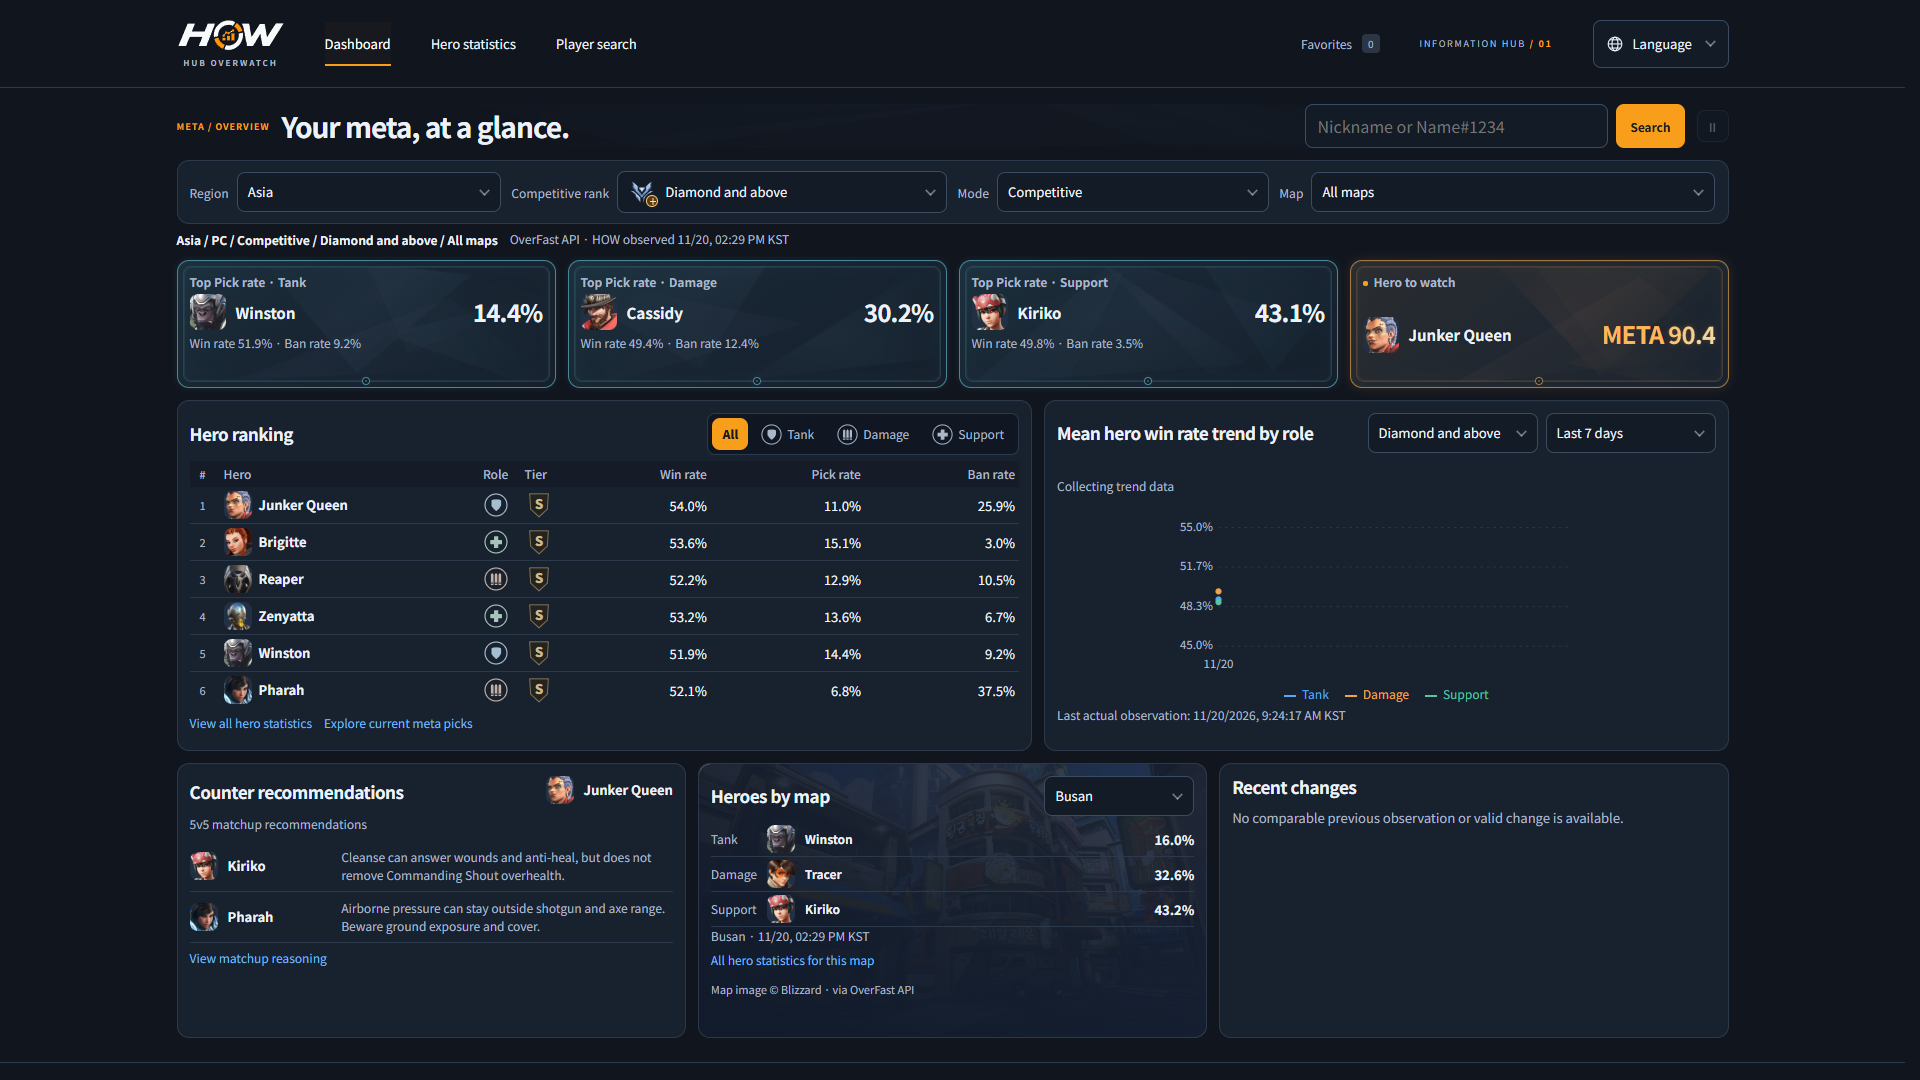 HOW
HUB OVERWATCH
Dashboard
Hero statistics
Player search
Favorites 0
INFORMATION HUB / 01
Language
META / OVERVIEW
Your meta, at a glance.
Nickname or Name#1234
Search
Region
Asia
Competitive rank
Diamond and above
Mode
Competitive
Map
All maps
Asia / PC / Competitive / Diamond and above / All maps
OverFast API · HOW observed 11/20, 02:29 PM KST
Top Pick rate · Tank
Winston
14.4%
Win rate 51.9% · Ban rate 9.2%
Top Pick rate · Damage
Cassidy
30.2%
Win rate 49.4% · Ban rate 12.4%
Top Pick rate · Support
Kiriko
43.1%
Win rate 49.8% · Ban rate 3.5%
Hero to watch
Junker Queen
META 90.4
Hero ranking
All
Tank
Damage
Support
# Hero Role Tier Win rate Pick rate Ban rate
1 Junker Queen S 54.0% 11.0% 25.9%
2 Brigitte S 53.6% 15.1% 3.0%
3 Reaper S 52.2% 12.9% 10.5%
4 Zenyatta S 53.2% 13.6% 6.7%
5 Winston S 51.9% 14.4% 9.2%
6 Pharah S 52.1% 6.8% 37.5%
View all hero statistics
Explore current meta picks
Mean hero win rate trend by role
Diamond and above
Last 7 days
Collecting trend data
55.0%
51.7%
48.3%
45.0%
11/20
Tank
Damage
Support
Last actual observation: 11/20/2026, 9:24:17 AM KST
Counter recommendations
Junker Queen
5v5 matchup recommendations
Kiriko
Cleanse can answer wounds and anti-heal, but does not
remove Commanding Shout overhealth.
Pharah
Airborne pressure can stay outside shotgun and axe range.
Beware ground exposure and cover.
View matchup reasoning
Heroes by map
Busan
Tank Winston 16.0%
Damage Tracer 32.6%
Support Kiriko 43.2%
Busan · 11/20, 02:29 PM KST
All hero statistics for this map
Map image © Blizzard · via OverFast API
Recent changes
No comparable previous observation or valid change is available.